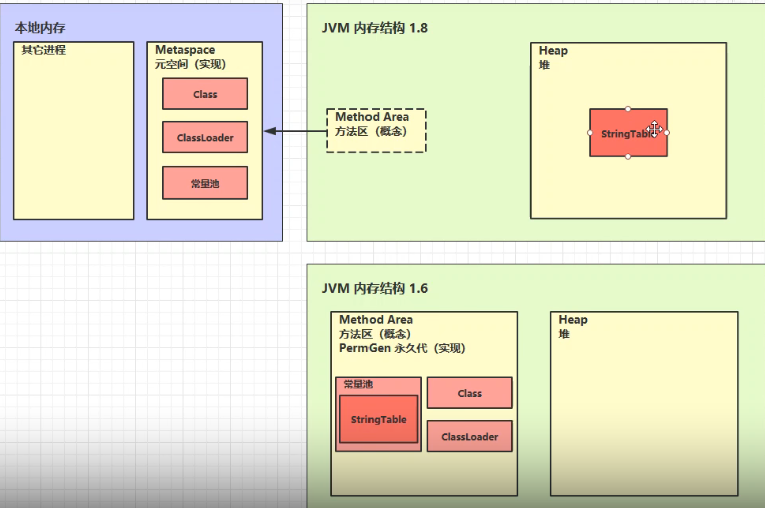 本地内存
其它进程
Metaspace
元空间（实现）
Class
ClassLoader
常量池
JVM 内存结构 1.8
Method Area
方法区（概念）
Heap
堆
StringTable
JVM 内存结构 1.6
Method Area
方法区（概念）
PermGen 永久代（实现）
常量池
StringTable
Class
ClassLoader
Heap
堆